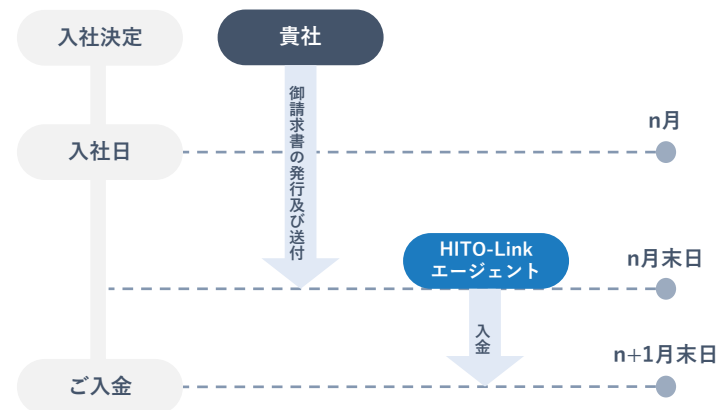 入社決定
貴社
御請求書の発行及び送付
n月
入社日
HITO-Link
エージェント
n月末日
入金
n+1月末日
ご入金